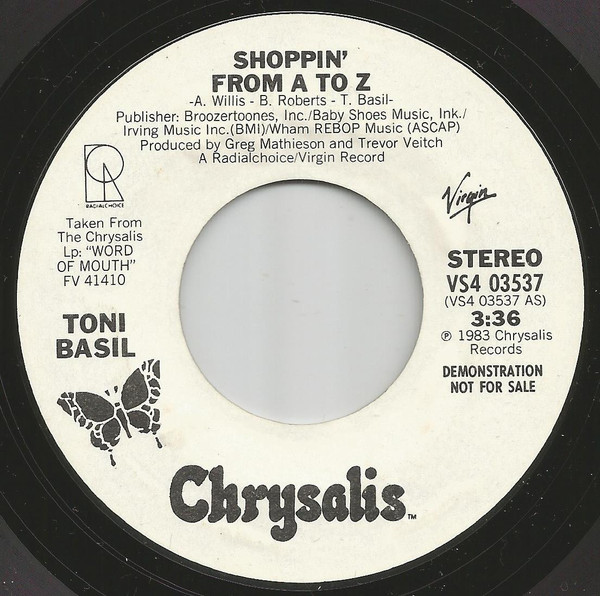 SHOPPIN'
FROM A TO Z
-A. Willis - B. Roberts - T. Basil-
Publisher: Broozertoones, Inc./Baby Shoes Music, Ink./
Irving Music Inc.(BMI)/Wham REBOP Music (ASCAP)
Produced by Greg Mathieson and Trevor Veitch
A Radialchoice/Virgin Record
RADIALCHOICE
Taken From
The Chrysalis
Lp: "WORD
OF MOUTH"
FV 41410
TONI
BASIL
Virgin
STEREO
VS4 03537
(VS4 03537 AS)
3:36
℗ 1983 Chrysalis
Records
DEMONSTRATION
NOT FOR SALE
Chrysalis™